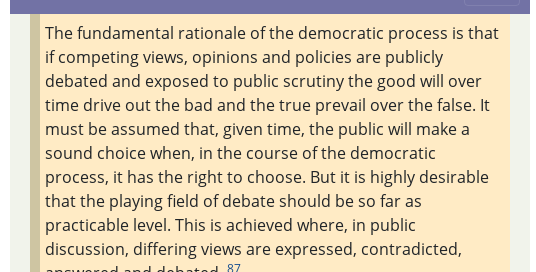 The fundamental rationale of the democratic process is that
if competing views, opinions and policies are publicly
debated and exposed to public scrutiny the good will over
time drive out the bad and the true prevail over the false. It
must be assumed that, given time, the public will make a
sound choice when, in the course of the democratic
process, it has the right to choose. But it is highly desirable
that the playing field of debate should be so far as
practicable level. This is achieved where, in public
discussion, differing views are expressed, contradicted,
answered and debated. 87